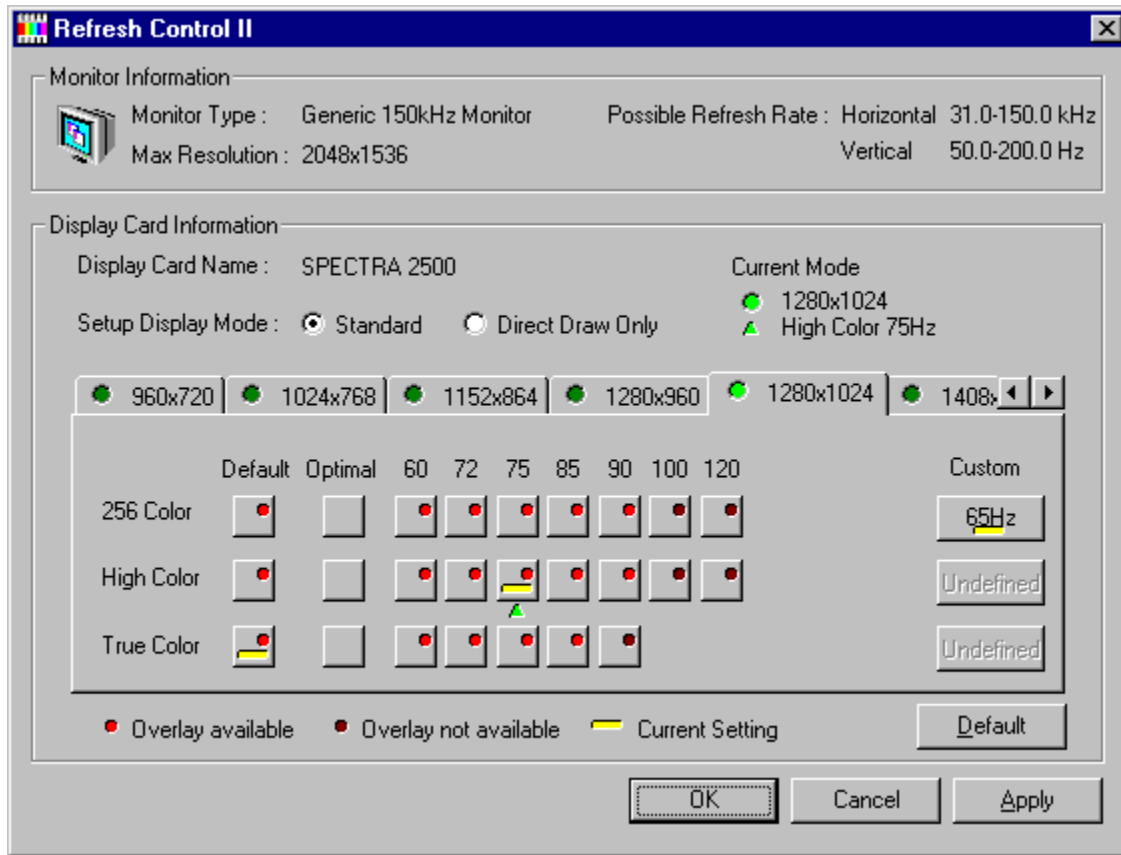 Refresh Control II
Monitor Information
Monitor Type : Generic 150kHz Monitor Possible Refresh Rate : Horizontal 31.0-150.0 kHz
Max Resolution : 2048x1536 Vertical 50.0-200.0 Hz
Display Card Information
Display Card Name : SPECTRA 2500 Current Mode
1280x1024
Setup Display Mode : Standard Direct Draw Only High Color 75Hz
960x720 1024x768 1152x864 1280x960 1280x1024 1408x
Default Optimal 60 72 75 85 90 100 120 Custom
256 Color 65Hz
High Color Undefined
True Color Undefined
Overlay available Overlay not available Current Setting Default
OK Cancel Apply